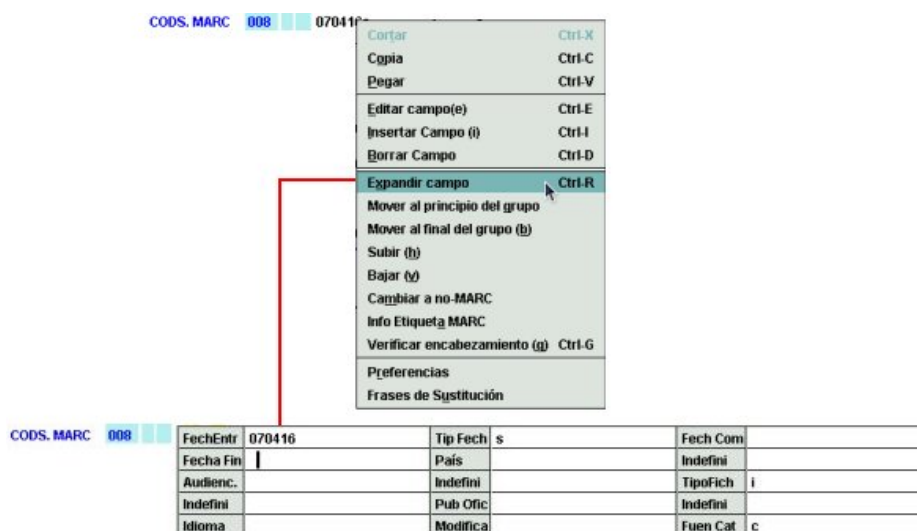 CODS. MARC 008 070416s
Cortar Ctrl-X
Copia Ctrl-C
Pegar Ctrl-V
Editar campo(e) Ctrl-E
Insertar Campo (i) Ctrl-I
Borrar Campo Ctrl-D
Expandir campo Ctrl-R
Mover al principio del grupo
Mover al final del grupo (b)
Subir (h)
Bajar (v)
Cambiar a no-MARC
Info Etiqueta MARC
Verificar encabezamiento (g) Ctrl-G
Preferencias
Frases de Sustitución
CODS. MARC 008 FechEntr 070416 Tip Fech s Fech Com
Fecha Fin País Indefini
Audienc. Indefini TipoFich i
Indefini Pub Ofic Indefini
Idioma Modifica Fuen Cat c